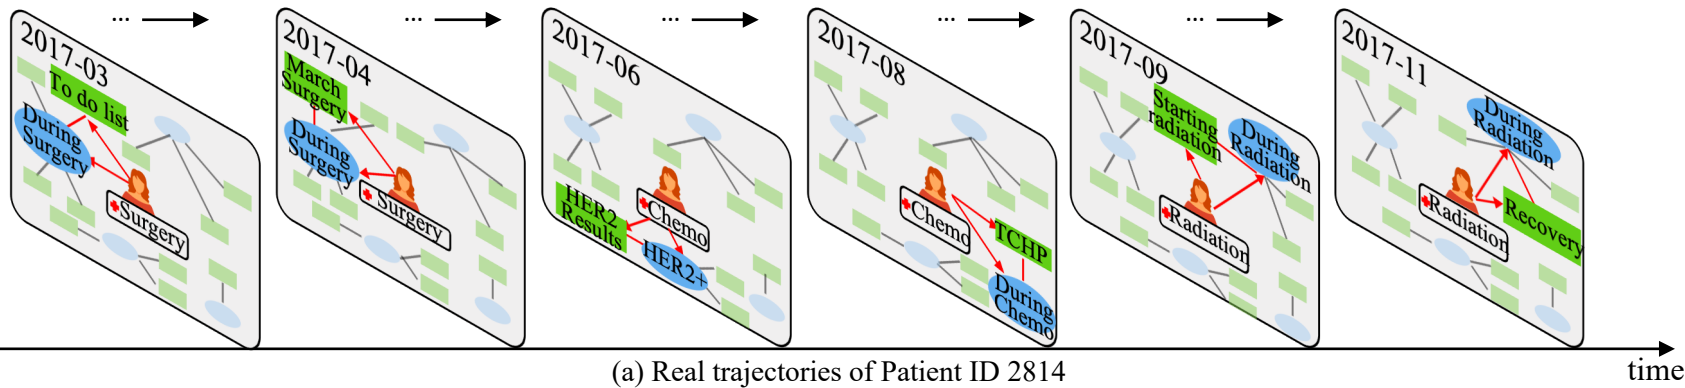 ... ... ... ...
2017-03
To do list
During
Surgery
Surgery
2017-04
March
Surgery
During
Surgery
Surgery
2017-06
HER2
Results
Chemo
HER2+
2017-08
Chemo
TCHP
During
Chemo
2017-09
Starting
radiation
During
Radiation
Radiation
2017-11
During
Radiation
Radiation
Recovery
time
(a) Real trajectories of Patient ID 2814